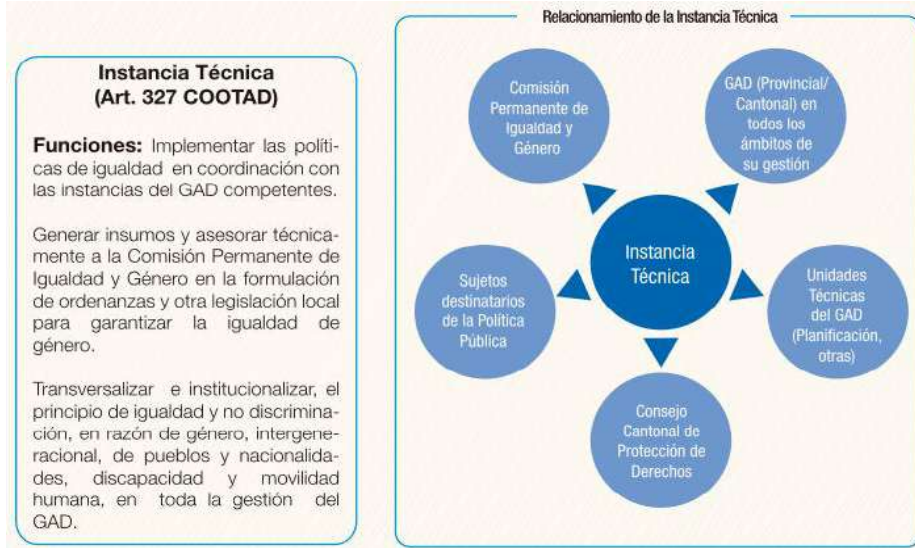 Instancia Técnica
(Art. 327 COOTAD)
Funciones: Implementar las políti-
cas de igualdad en coordinación con
las instancias del GAD competentes.
Generar insumos y asesorar técnica-
mente a la Comisión Permanente de
Igualdad y Género en la formulación
de ordenanzas y otra legislación local
para garantizar la igualdad de
género.
Transversalizar e institucionalizar, el
principio de igualdad y no discrimina-
ción, en razón de género, intergene-
racional, de pueblos y nacionalida-
des, discapacidad y movilidad
humana, en toda la gestión del
GAD.
Relacionamiento de la Instancia Técnica
Comisión
Permanente de
Igualdad y
Género
GAD (Provincial/
Cantonal) en
todos los
ámbitos de
su gestión
Instancia
Técnica
Sujetos
destinatarios
de la Política
Pública
Unidades
Técnicas
del GAD
(Planificación,
otras)
Consejo
Cantonal de
Protección de
Derechos